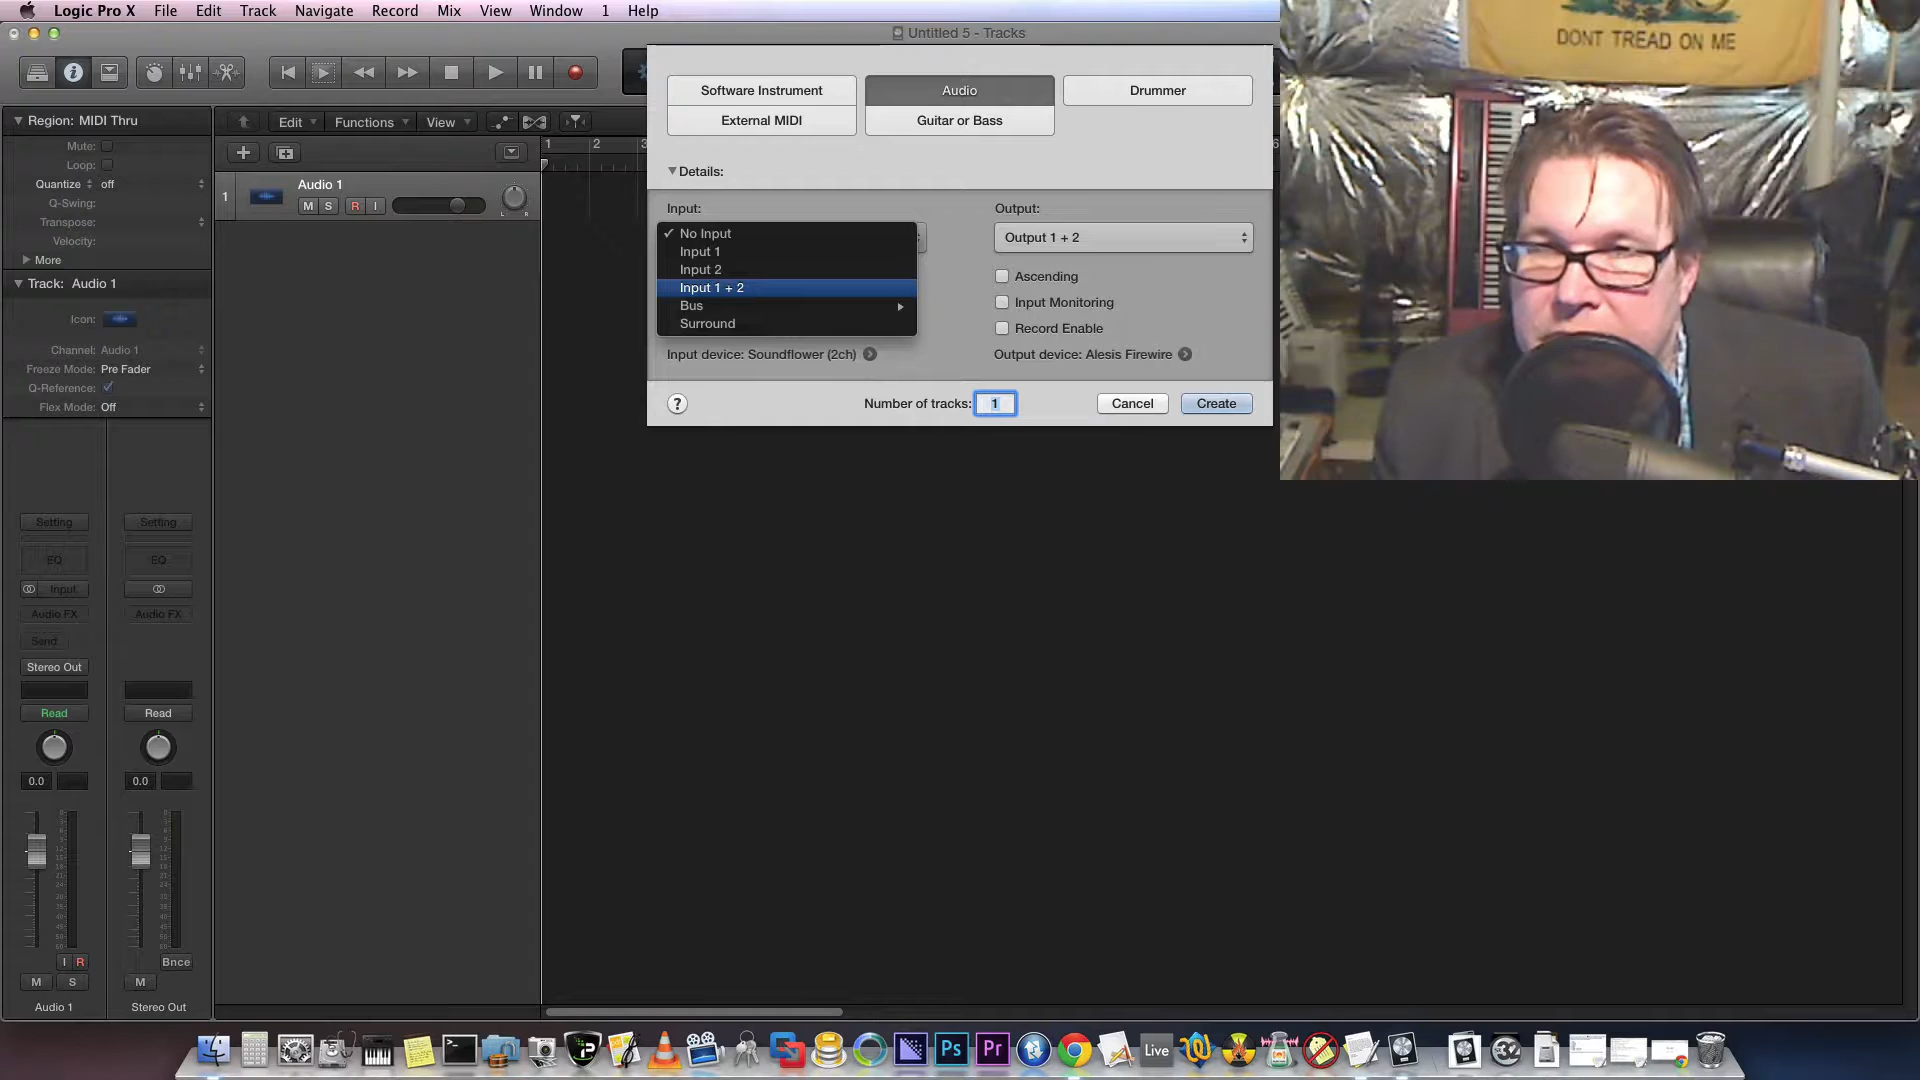 Logic Pro X File Edit Track Navigate Record Mix View Window 1 Help
Untitled 5 - Tracks
DONT TREAD ON ME
Software Instrument
Audio
Drummer
External MIDI
Guitar or Bass
Region: MIDI Thru
Edit
Functions
View
Mute:
Loop:
Quantize off
Q-Swing:
Transpose:
Velocity:
More
Track: Audio 1
Icon:
Channel: Audio 1
Freeze Mode: Pre Fader
Q-Reference:
Flex Mode: Off
1 2 3
1
Audio 1
M S R I
L R
Details:
Input:
No Input
Input 1
Input 2
Input 1 + 2
Bus
Surround
Input device: Soundflower (2ch)
Output:
Output 1 + 2
Ascending
Input Monitoring
Record Enable
Output device: Alesis Firewire
?
Number of tracks: 1
Cancel
Create
Setting
Setting
EQ
EQ
Input
Audio FX
Audio FX
Send
Stereo Out
Read
Read
0.0
0.0
I R
Bnce
M S
M
Audio 1
Stereo Out
Ps
Pr
Live